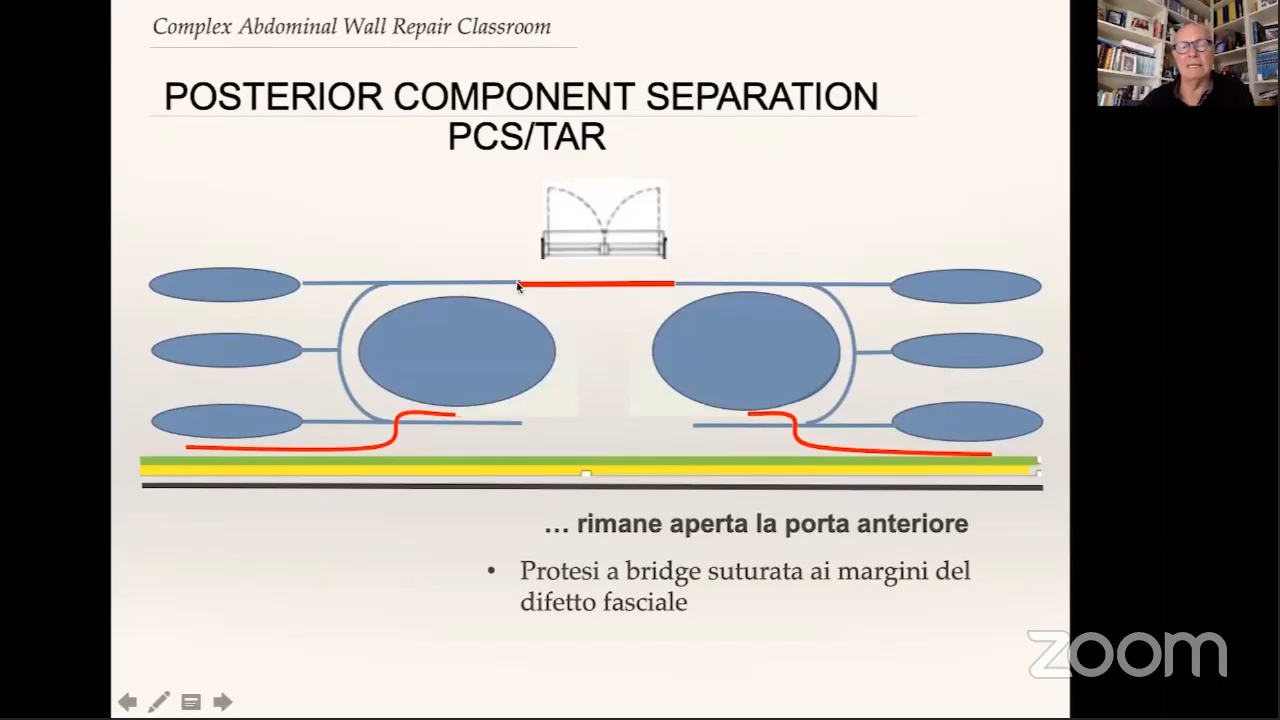 Complex Abdominal Wall Repair Classroom
POSTERIOR COMPONENT SEPARATION
PCS/TAR
… rimane aperta la porta anteriore
• Protesi a bridge suturata ai margini del
difetto fasciale
zoom